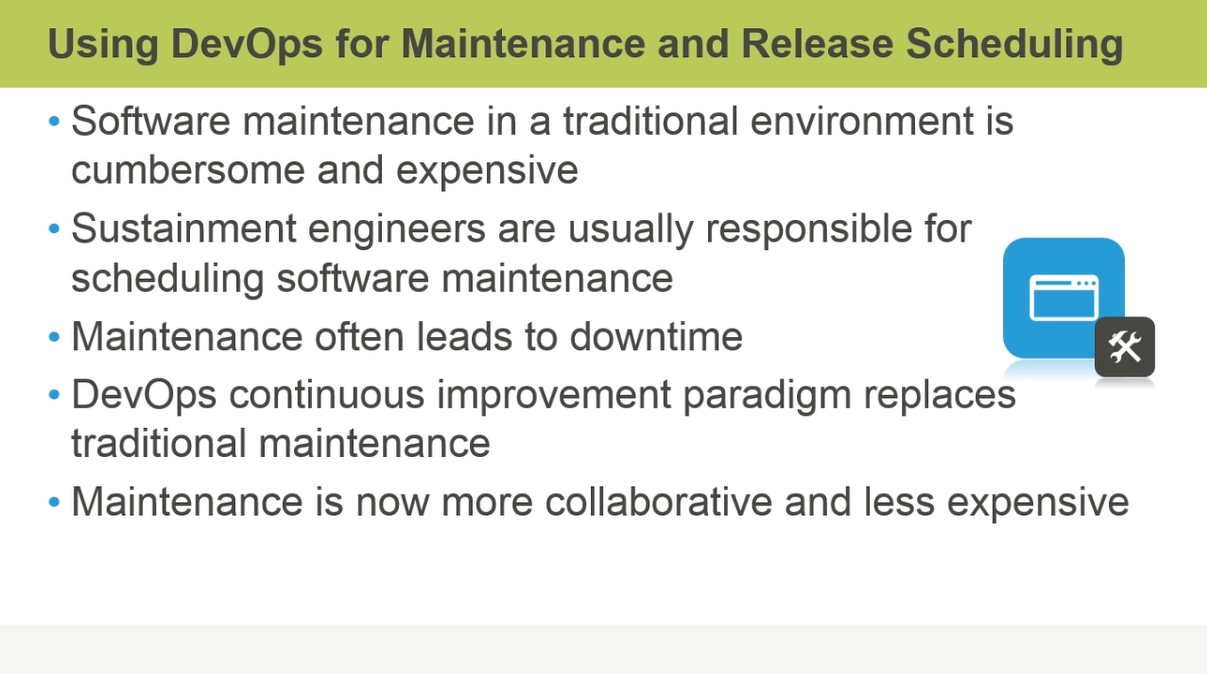 Using DevOps for Maintenance and Release Scheduling
• Software maintenance in a traditional environment is
cumbersome and expensive
• Sustainment engineers are usually responsible for
scheduling software maintenance
• Maintenance often leads to downtime
• DevOps continuous improvement paradigm replaces
traditional maintenance
• Maintenance is now more collaborative and less expensive